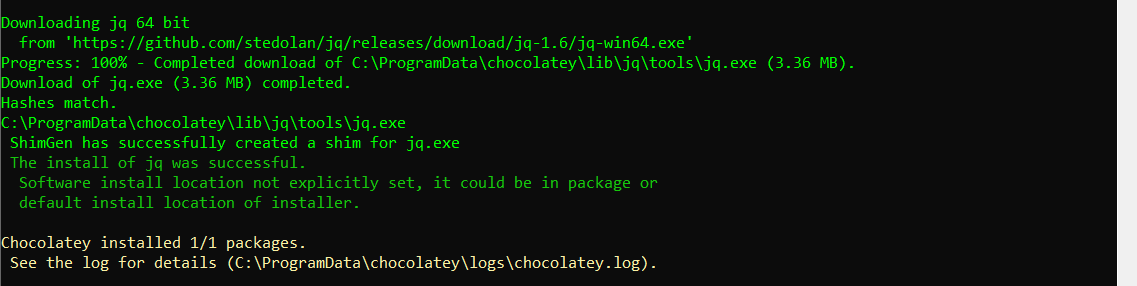 Downloading jq 64 bit
  from 'https://github.com/stedolan/jq/releases/download/jq-1.6/jq-win64.exe'
Progress: 100% - Completed download of C:\ProgramData\chocolatey\lib\jq\tools\jq.exe (3.36 MB).
Download of jq.exe (3.36 MB) completed.
Hashes match.
C:\ProgramData\chocolatey\lib\jq\tools\jq.exe
 ShimGen has successfully created a shim for jq.exe
 The install of jq was successful.
  Software install location not explicitly set, it could be in package or
  default install location of installer.

Chocolatey installed 1/1 packages.
 See the log for details (C:\ProgramData\chocolatey\logs\chocolatey.log).